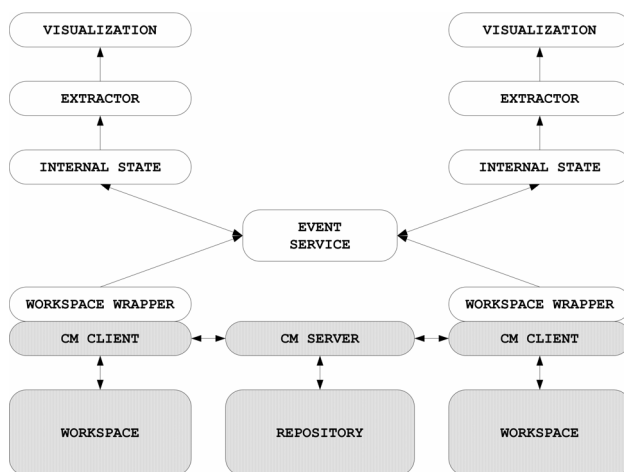 VISUALIZATION
VISUALIZATION
EXTRACTOR
EXTRACTOR
INTERNAL STATE
INTERNAL STATE
EVENT
SERVICE
WORKSPACE WRAPPER
WORKSPACE WRAPPER
CM CLIENT
CM SERVER
CM CLIENT
WORKSPACE
REPOSITORY
WORKSPACE